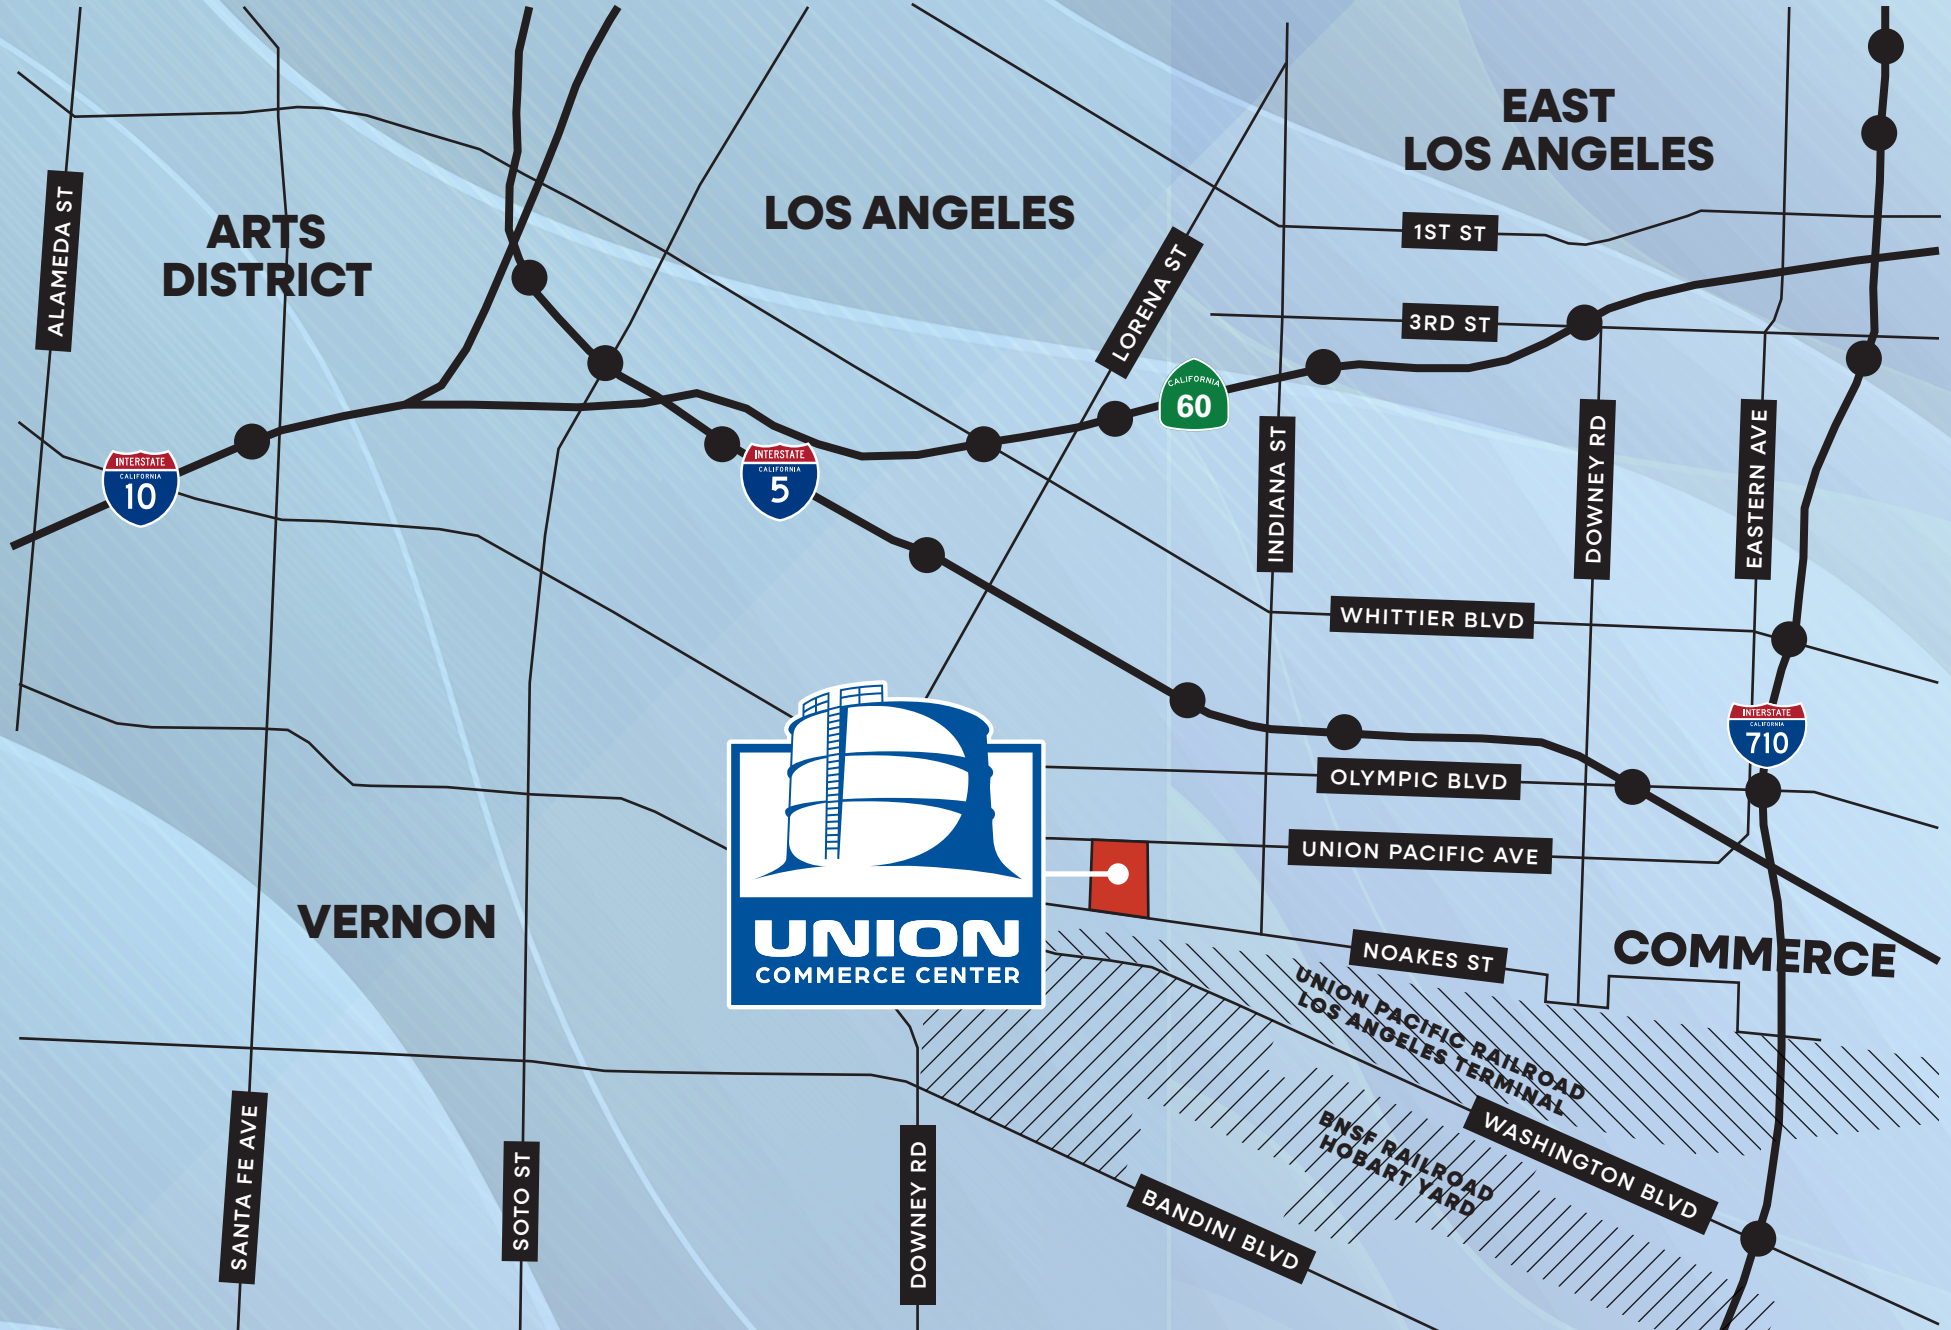 EAST
LOS ANGELES
LOS ANGELES
ARTS
DISTRICT
ALAMEDA ST
LORENA ST
1ST ST
3RD ST
CALIFORNIA
60
INTERSTATE
CALIFORNIA
10
INTERSTATE
CALIFORNIA
5
INDIANA ST
DOWNEY RD
EASTERN AVE
WHITTIER BLVD
INTERSTATE
CALIFORNIA
710
OLYMPIC BLVD
UNION PACIFIC AVE
VERNON
UNION
COMMERCE CENTER
NOAKES ST
COMMERCE
UNION PACIFIC RAILROAD
LOS ANGELES TERMINAL
BNSF RAILROAD
HOBART YARD
WASHINGTON BLVD
BANDINI BLVD
SANTA FE AVE
SOTO ST
DOWNEY RD